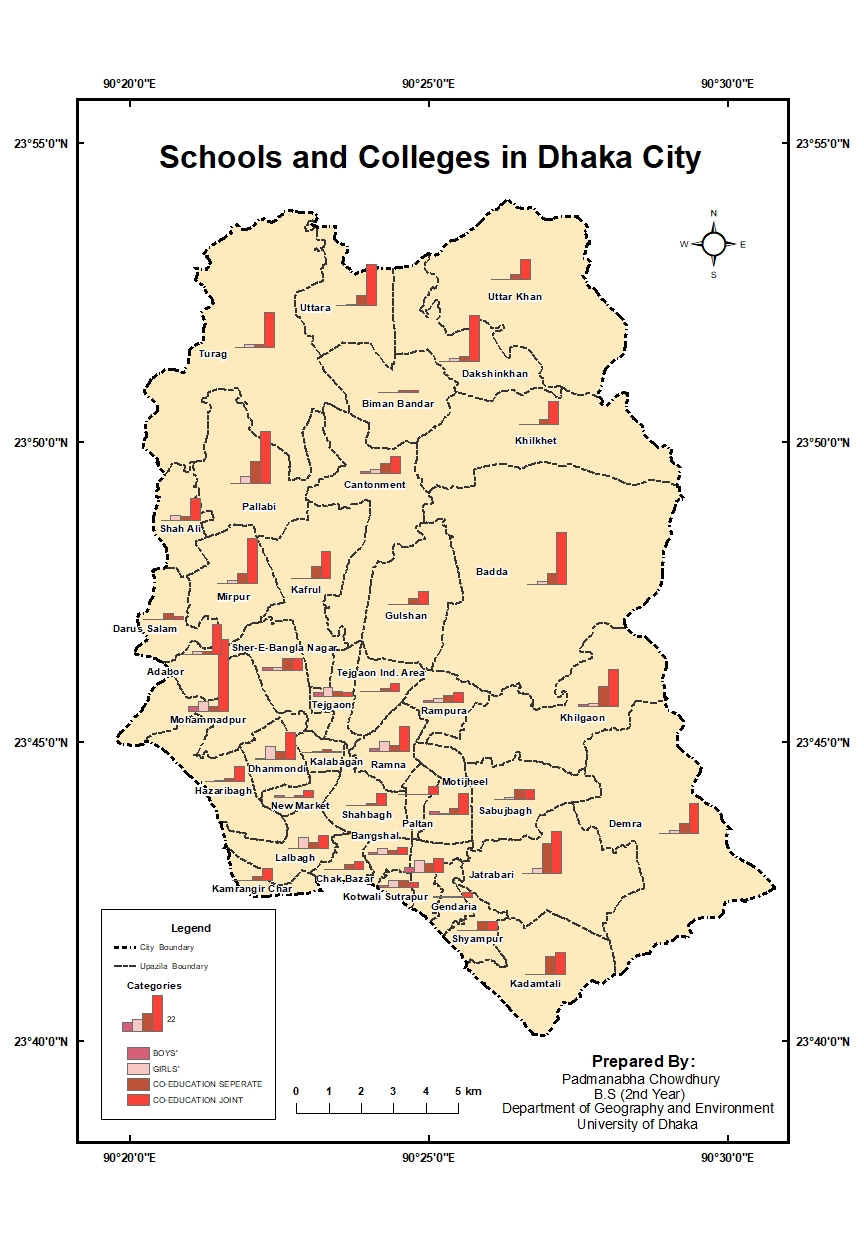 90°20'0"E 90°25'0"E 90°30'0"E
23°55'0"N 23°55'0"N
Schools and Colleges in Dhaka City
N
W E
S
Uttar Khan
Uttara
Turag
Dakshinkhan
Biman Bandar
23°50'0"N 23°50'0"N
Khilkhet
Cantonment
Pallabi
Shah Ali
Badda
Kafrul
Mirpur
Gulshan
Darus Salam
Sher-E-Bangla Nagar
Adabor
Tejgaon Ind. Area
Tejgaon
Rampura
Mohammadpur
Khilgaon
23°45'0"N 23°45'0"N
Kalabagan
Ramna
Dhanmondi
Motijheel
Hazaribagh
New Market
Sabujbagh
Shahbagh
Paltan
Demra
Bangshal
Lalbagh
Jatrabari
Chak Bazar
Kamrangir Char
Kotwali Sutrapur
Gendaria
Shyampur
Kadamtali
Legend
City Boundary
Upazila Boundary
Categories
22
BOYS'
GIRLS'
CO-EDUCATION SEPERATE
CO-EDUCATION JOINT
23°40'0"N 23°40'0"N
0 1 2 3 4 5 km
Prepared By:
Padmanabha Chowdhury
B.S (2nd Year)
Department of Geography and Environment
University of Dhaka
90°20'0"E 90°25'0"E 90°30'0"E